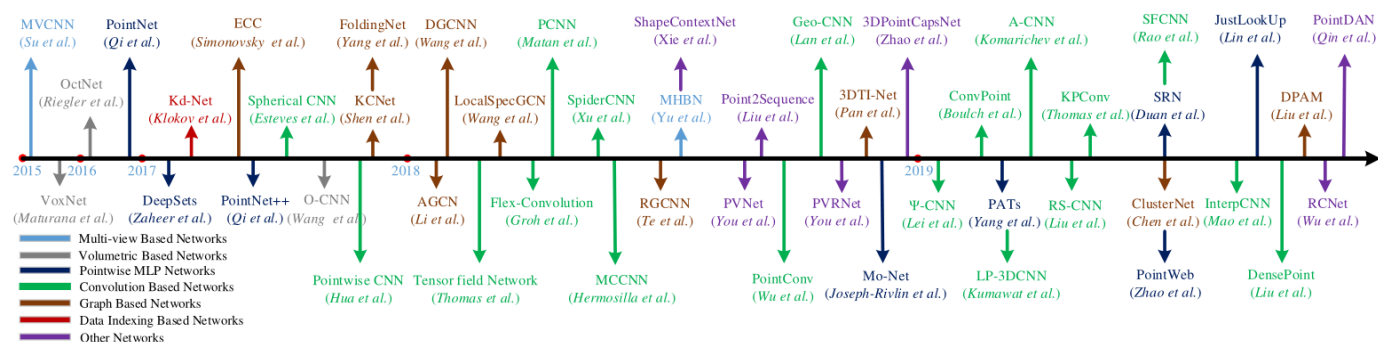 MVCNN
(Su et al.)
PointNet
(Qi et al.)
ECC
(Simonovsky et al.)
FoldingNet
(Yang et al.)
DGCNN
(Wang et al.)
PCNN
(Matan et al.)
ShapeContextNet
(Xie et al.)
Geo-CNN
(Lan et al.)
3DPointCapsNet
(Zhao et al.)
A-CNN
(Komarichev et al.)
SFCNN
(Rao et al.)
JustLookUp
(Lin et al.)
PointDAN
(Qin et al.)
OctNet
(Riegler et al.)
Kd-Net
(Klokov et al.)
Spherical CNN
(Esteves et al.)
KCNet
(Shen et al.)
LocalSpecGCN
(Wang et al.)
SpiderCNN
(Xu et al.)
MHBN
(Yu et al.)
Point2Sequence
(Liu et al.)
3DTI-Net
(Pan et al.)
ConvPoint
(Boulch et al.)
KPConv
(Thomas et al.)
SRN
(Duan et al.)
DPAM
(Liu et al.)
2015
2016
2017
2018
2019
VoxNet
(Maturana et al.)
DeepSets
(Zaheer et al.)
PointNet++
(Qi et al.)
O-CNN
(Wang et al.)
AGCN
(Li et al.)
Flex-Convolution
(Groh et al.)
RGCNN
(Te et al.)
PVNet
(You et al.)
PVRNet
(You et al.)
Ψ-CNN
(Lei et al.)
PATs
(Yang et al.)
RS-CNN
(Liu et al.)
ClusterNet
(Chen et al.)
InterpCNN
(Mao et al.)
RCNet
(Wu et al.)
Pointwise CNN
(Hua et al.)
Tensor field Network
(Thomas et al.)
MCCNN
(Hermosilla et al.)
PointConv
(Wu et al.)
Mo-Net
(Joseph-Rivlin et al.)
LP-3DCNN
(Kumawat et al.)
PointWeb
(Zhao et al.)
DensePoint
(Liu et al.)
Multi-view Based Networks
Volumetric Based Networks
Pointwise MLP Networks
Convolution Based Networks
Graph Based Networks
Data Indexing Based Networks
Other Networks